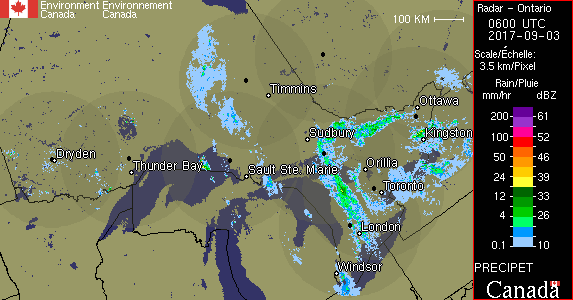 Environment Environnement
Canada Canada
100 KM
Timmins
Ottawa
Sudbury
Kingston
Dryden
Thunder Bay
Sault Ste. Marie
Orillia
Toronto
London
Windsor
Radar - Ontario
0600 UTC
2017-09-03
Scale/Échelle:
3.5 km/Pixel
Rain/Pluie
mm/hr dBZ
200 61
100 52
50 46
24 39
12 33
4 26
0.1 10
PRECIPET
Canada